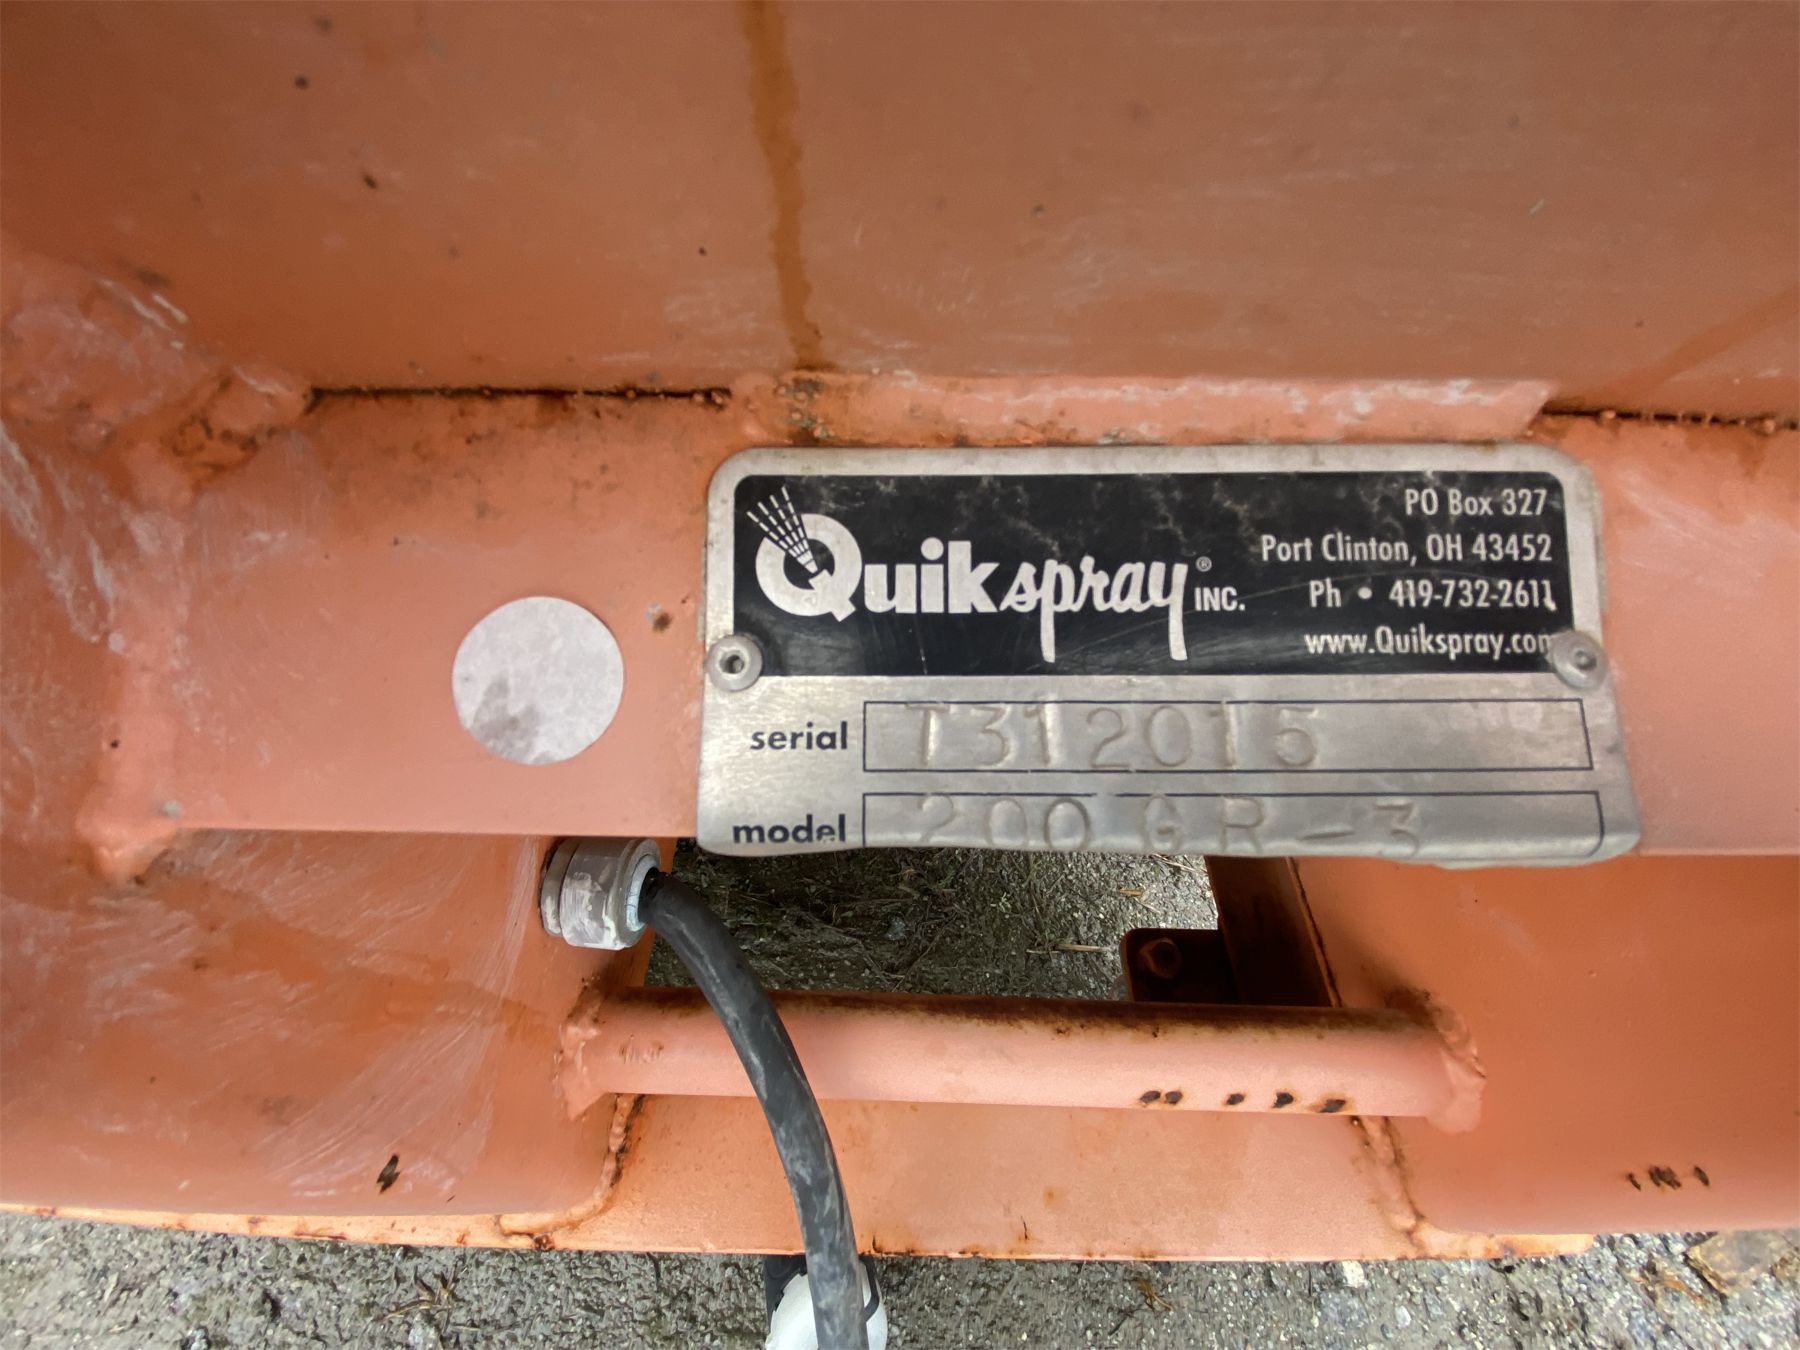 Quikspray® INC.
PO Box 327
Port Clinton, OH 43452
Ph • 419-732-2611
www.Quikspray.com
serial T312015
model 200 GR-3